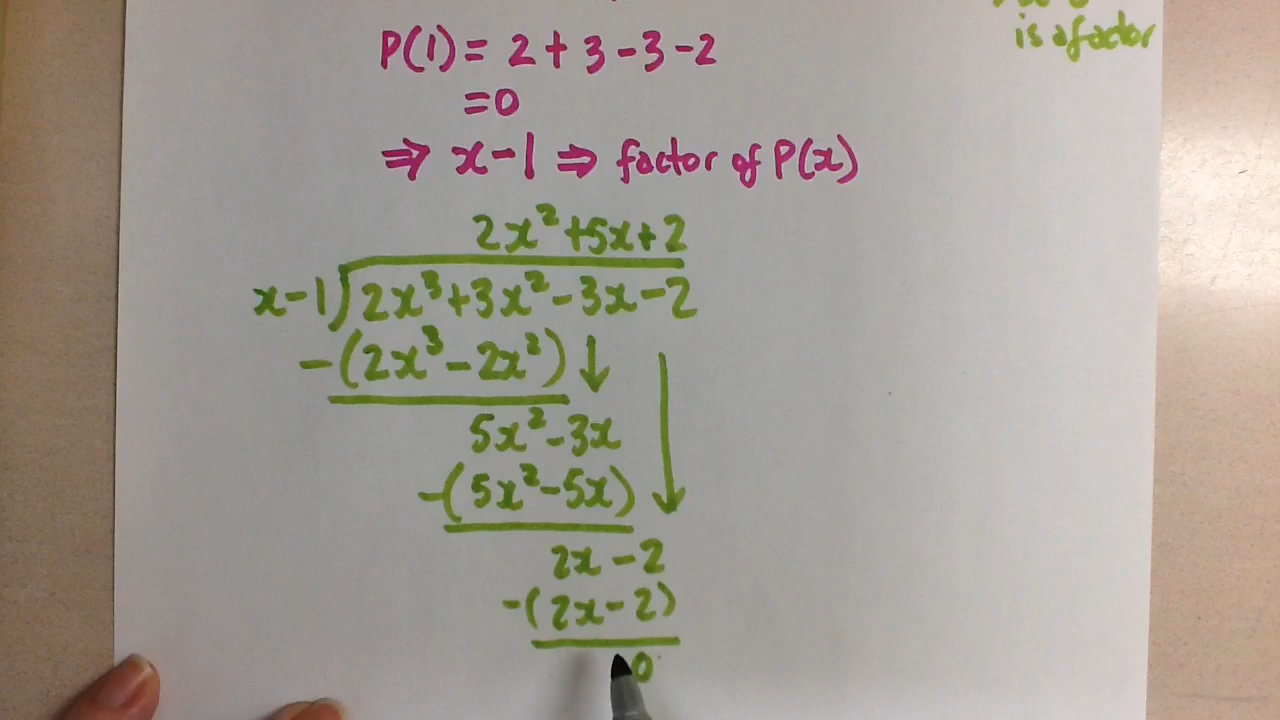 is a factor
P(1) = 2 + 3 - 3 - 2
= 0
⇒ x - 1 ⇒ factor of P(x)
2x² + 5x + 2
x - 1 ) 2x³ + 3x² - 3x - 2
- (2x³ - 2x²) ↓
5x² - 3x
- (5x² - 5x) ↓
2x - 2
- (2x - 2)
0